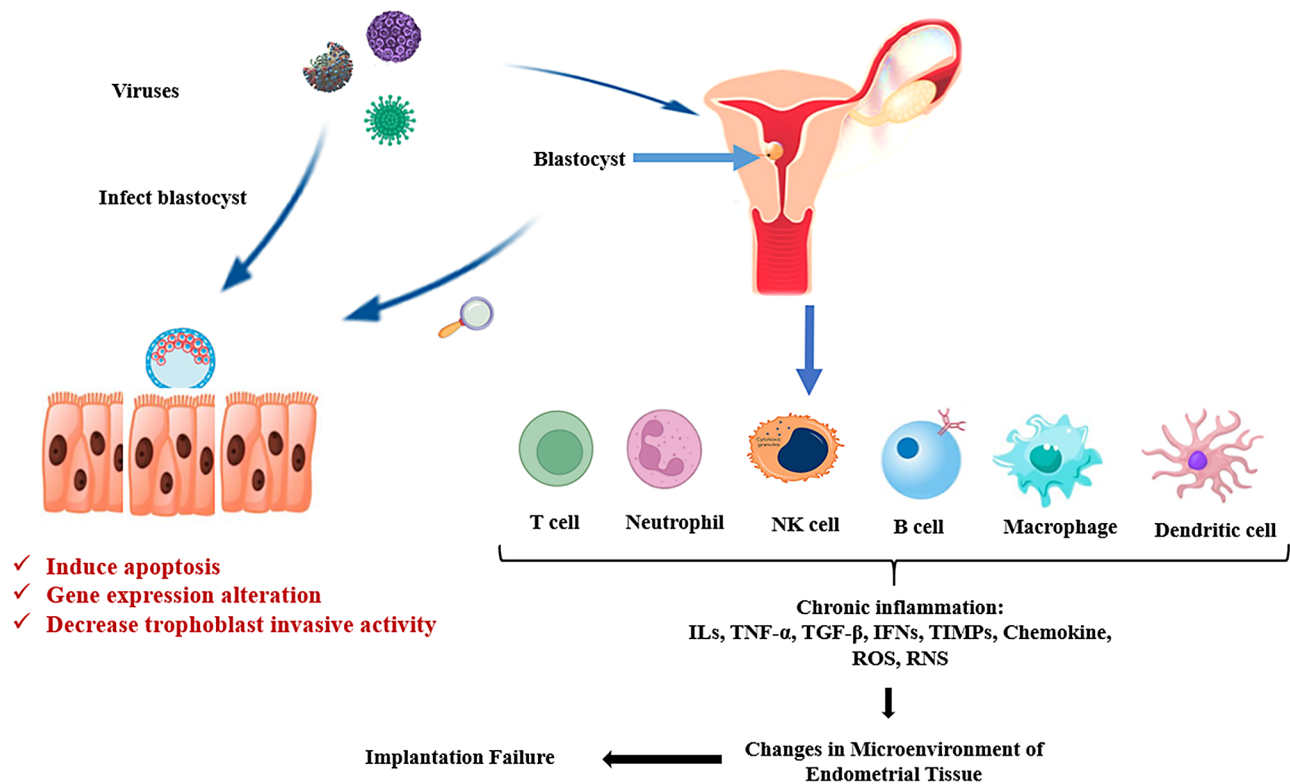 Viruses
Blastocyst
Infect blastocyst
Cytotoxic
granules
T cell
Neutrophil
NK cell
B cell
Macrophage
Dendritic cell
✓ Induce apoptosis
✓ Gene expression alteration
✓ Decrease trophoblast invasive activity
Chronic inflammation:
ILs, TNF-α, TGF-β, IFNs, TIMPs, Chemokine,
ROS, RNS
Implantation Failure
Changes in Microenvironment of
Endometrial Tissue